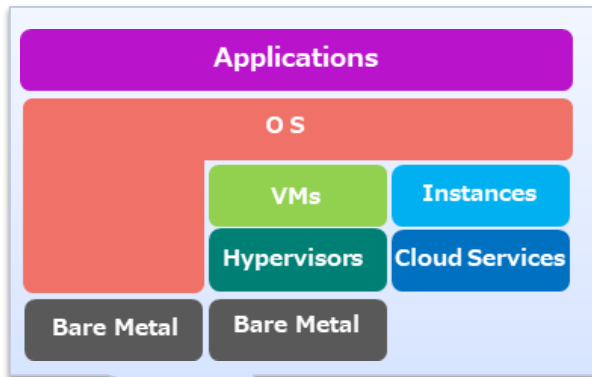 Applications
O S
VMs
Instances
Hypervisors
Cloud Services
Bare Metal
Bare Metal